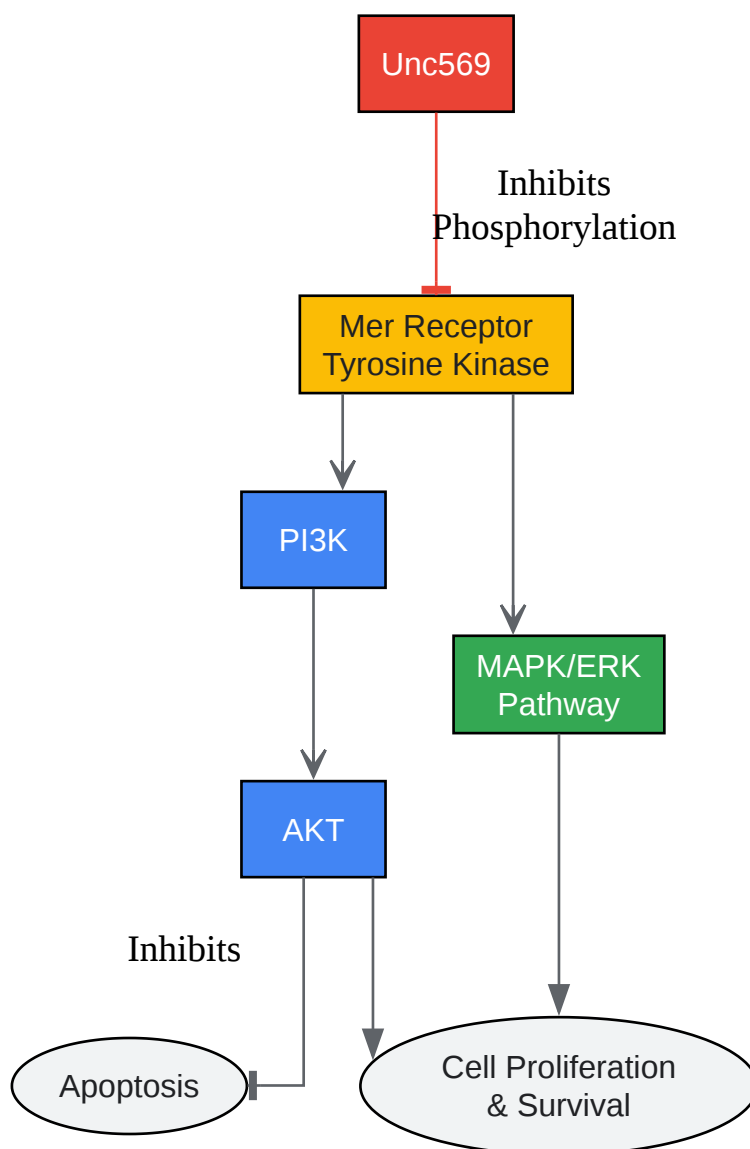 Unc569
Inhibits
Phosphorylation
Mer Receptor
Tyrosine Kinase
PI3K
MAPK/ERK
Pathway
AKT
Inhibits
Apoptosis
Cell Proliferation
& Survival